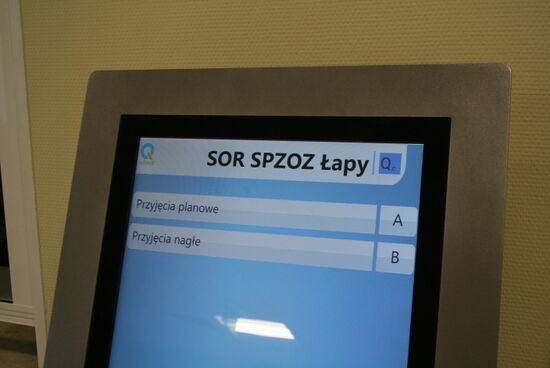 SOR SPZOZ Łapy
Przyjęcia planowe A
Przyjęcia nagłe B